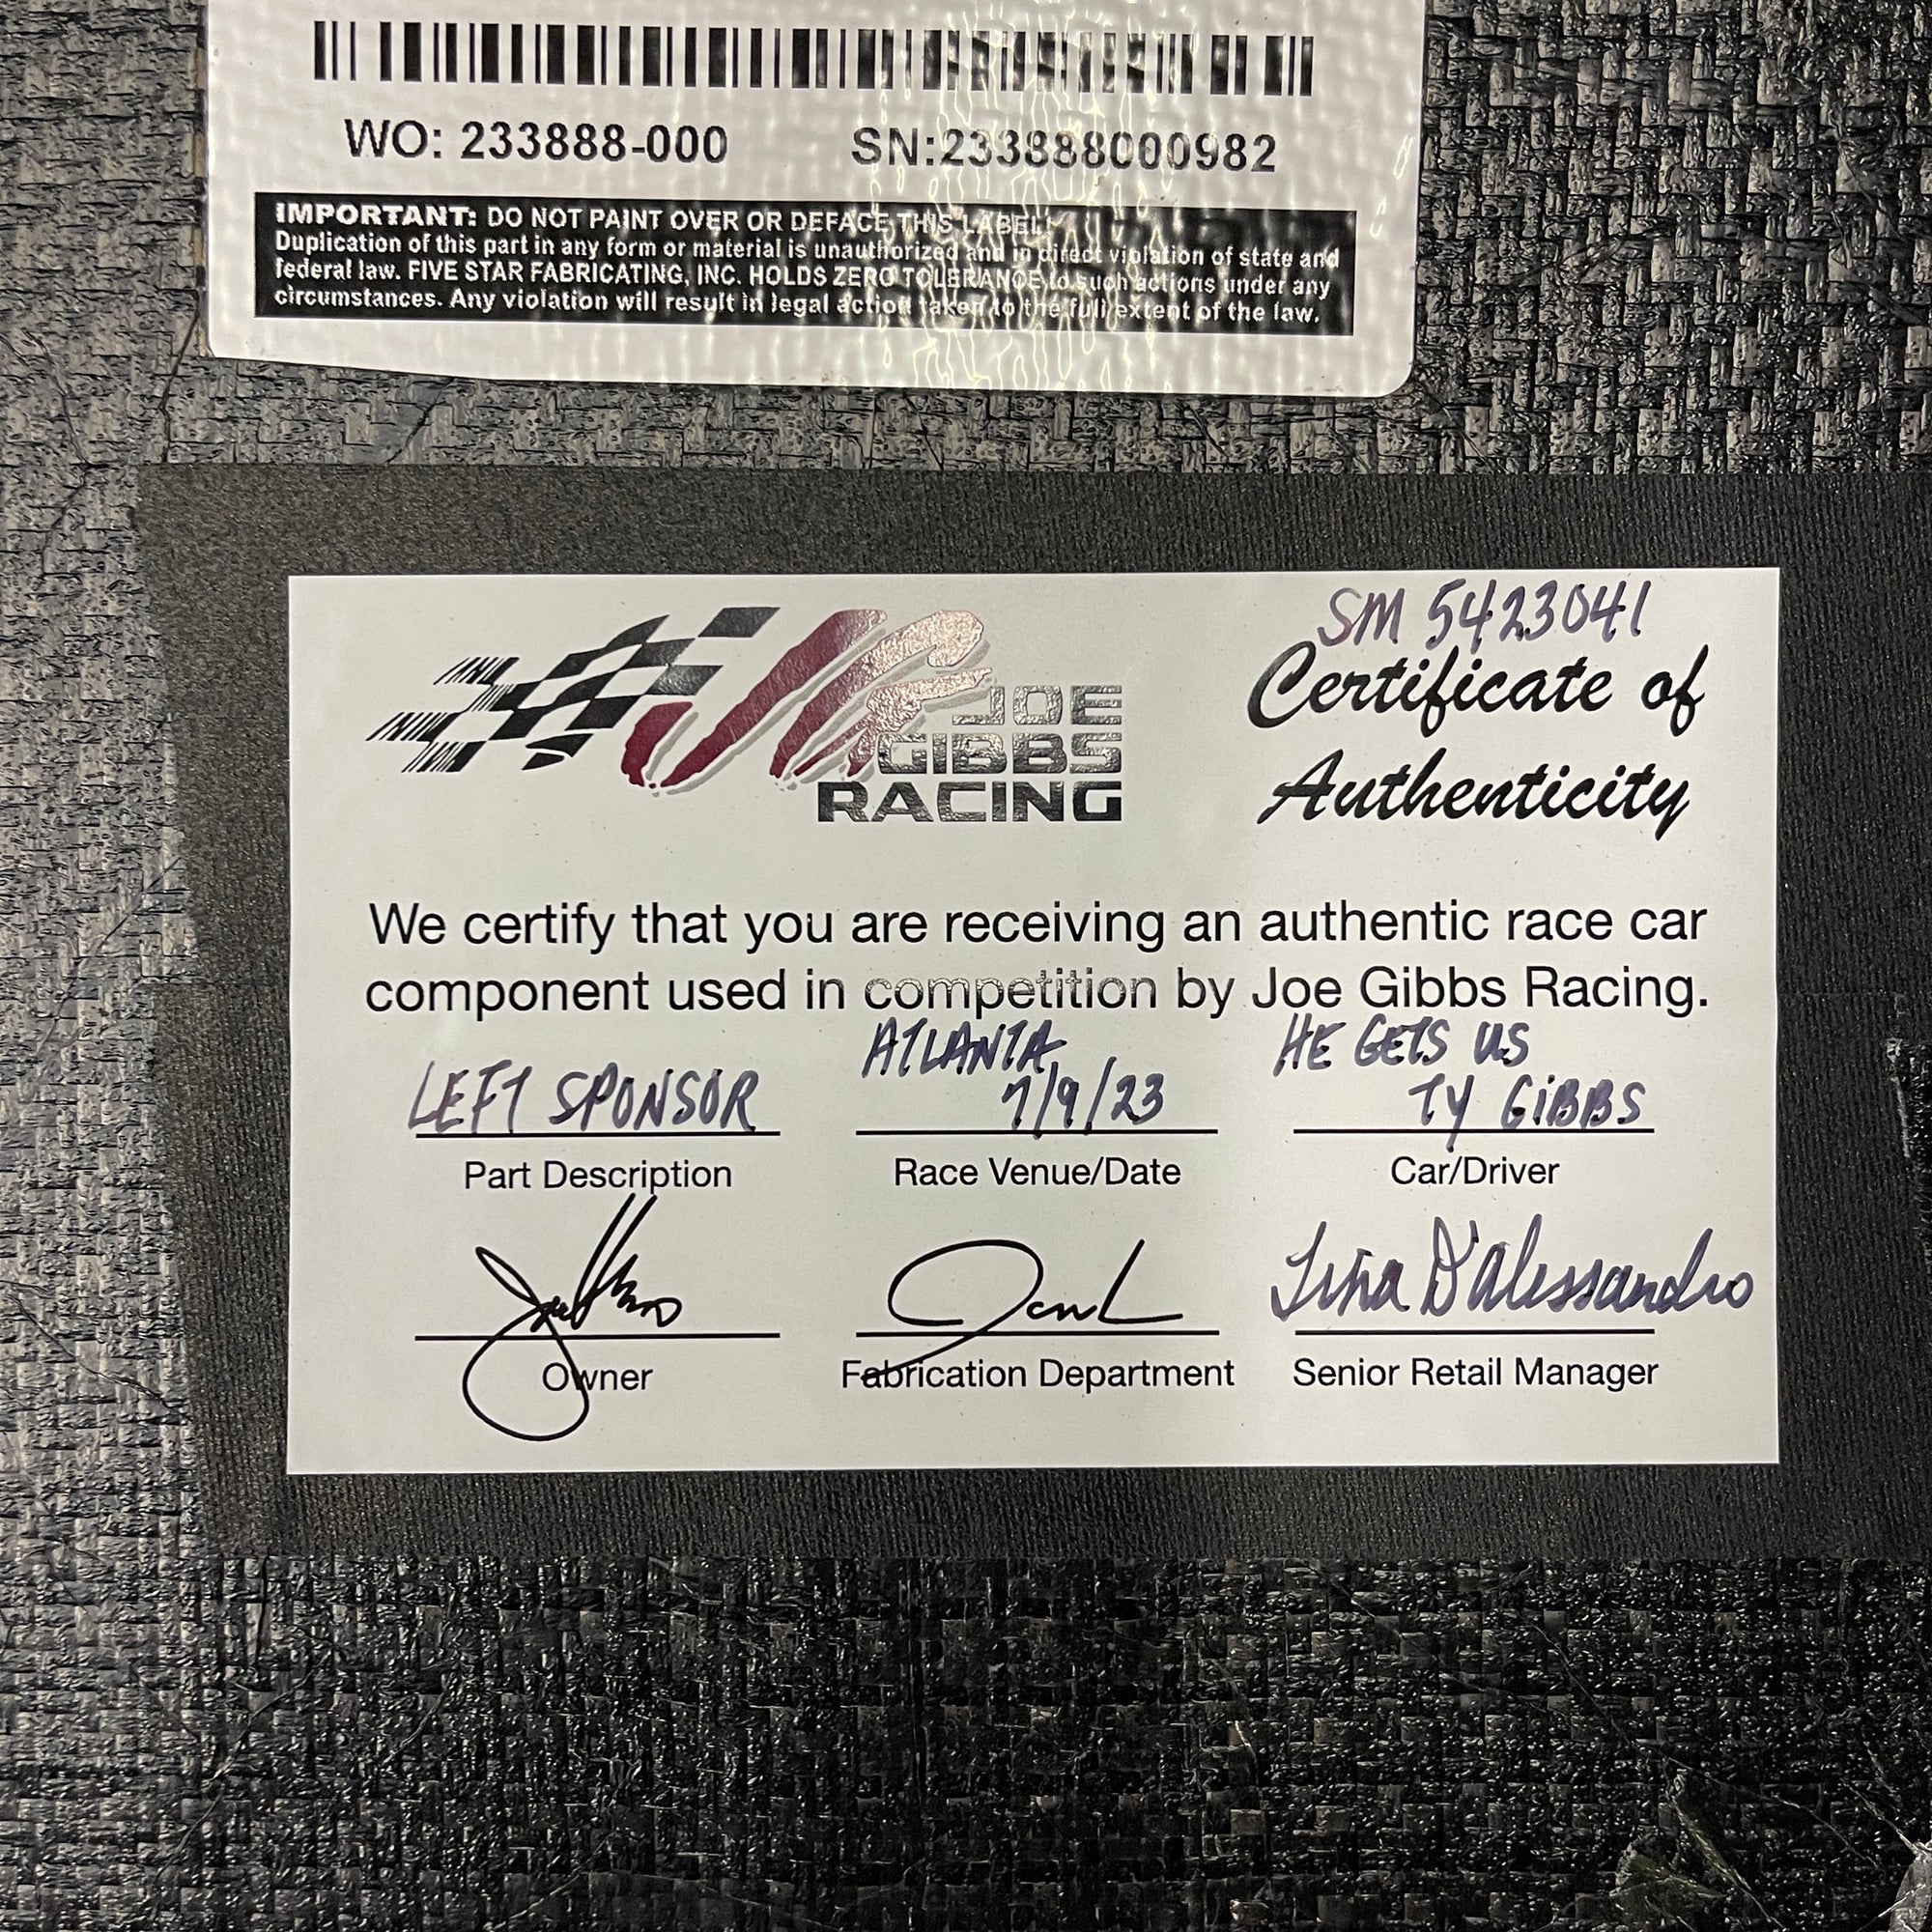 WO: 233888-000 SN:233888000982
IMPORTANT: DO NOT PAINT OVER OR DEFACE THIS LABEL!
Duplication of this part in any form or material is unauthorized and in direct violation of state and
federal law. FIVE STAR FABRICATING, INC. HOLDS ZERO TOLERANCE to such actions under any
circumstances. Any violation will result in legal action taken to the full extent of the law.
SM 5423041
JG JOE
GIBBS
RACING
Certificate of
Authenticity
We certify that you are receiving an authentic race car
component used in competition by Joe Gibbs Racing.
LEFT SPONSOR
Part Description
ATLANTA
7/9/23
Race Venue/Date
HE GETS US
TY GIBBS
Car/Driver
Owner
Fabrication Department
Tina D'Alessandro
Senior Retail Manager